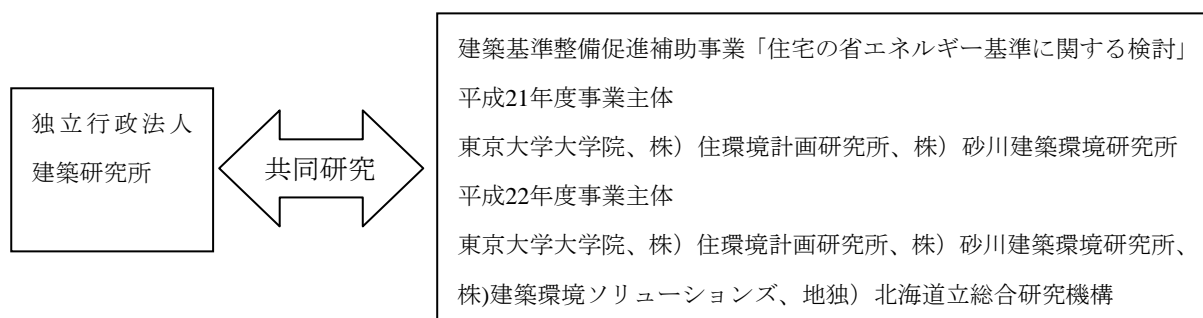 独立行政法人
建築研究所
共同研究
建築基準整備促進補助事業「住宅の省エネルギー基準に関する検討」
平成21年度事業主体
東京大学大学院、株）住環境計画研究所、株）砂川建築環境研究所
平成22年度事業主体
東京大学大学院、株）住環境計画研究所、株）砂川建築環境研究所、
株)建築環境ソリューションズ、地独）北海道立総合研究機構